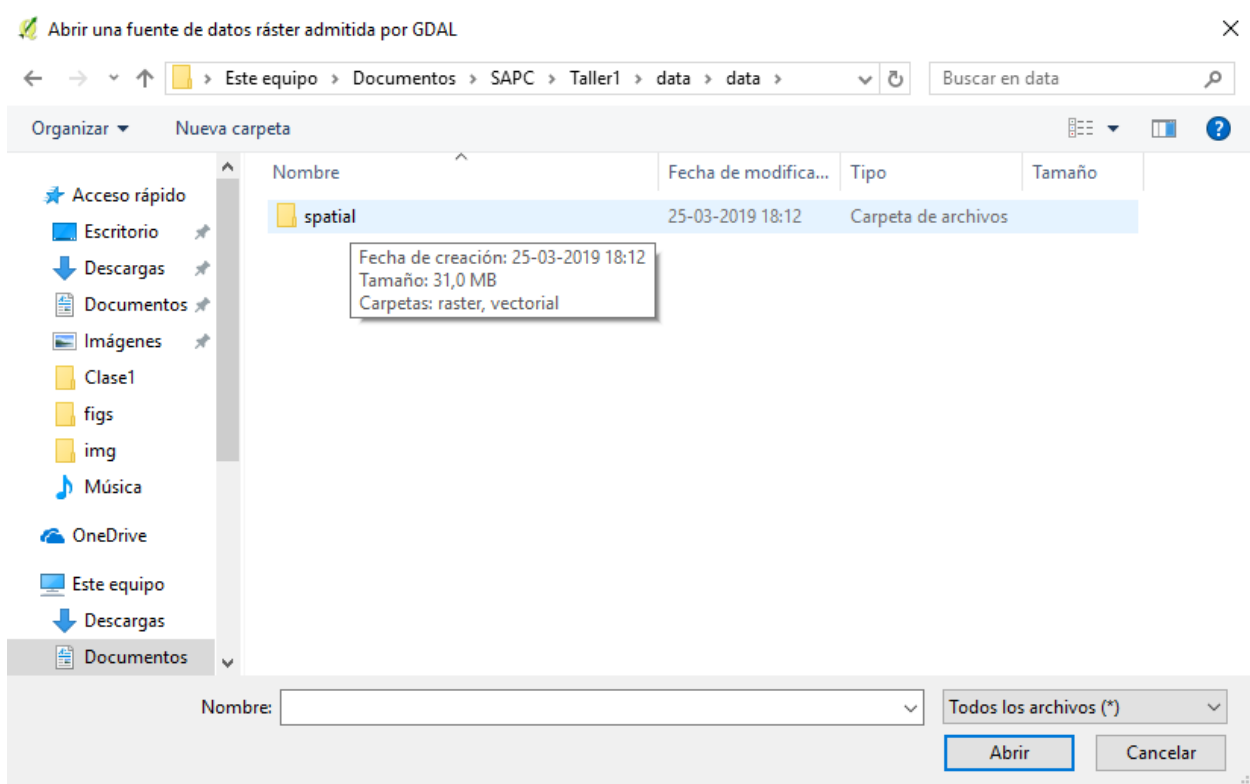 Abrir una fuente de datos ráster admitida por GDAL
Este equipo > Documentos > SAPC > Taller1 > data > data >
Buscar en data
Organizar Nueva carpeta
Nombre Fecha de modifica... Tipo Tamaño
spatial 25-03-2019 18:12 Carpeta de archivos
Fecha de creación: 25-03-2019 18:12
Tamaño: 31,0 MB
Carpetas: raster, vectorial
Acceso rápido
Escritorio
Descargas
Documentos
Imágenes
Clase1
figs
img
Música
OneDrive
Este equipo
Descargas
Documentos
Nombre:
Todos los archivos (*)
Abrir Cancelar